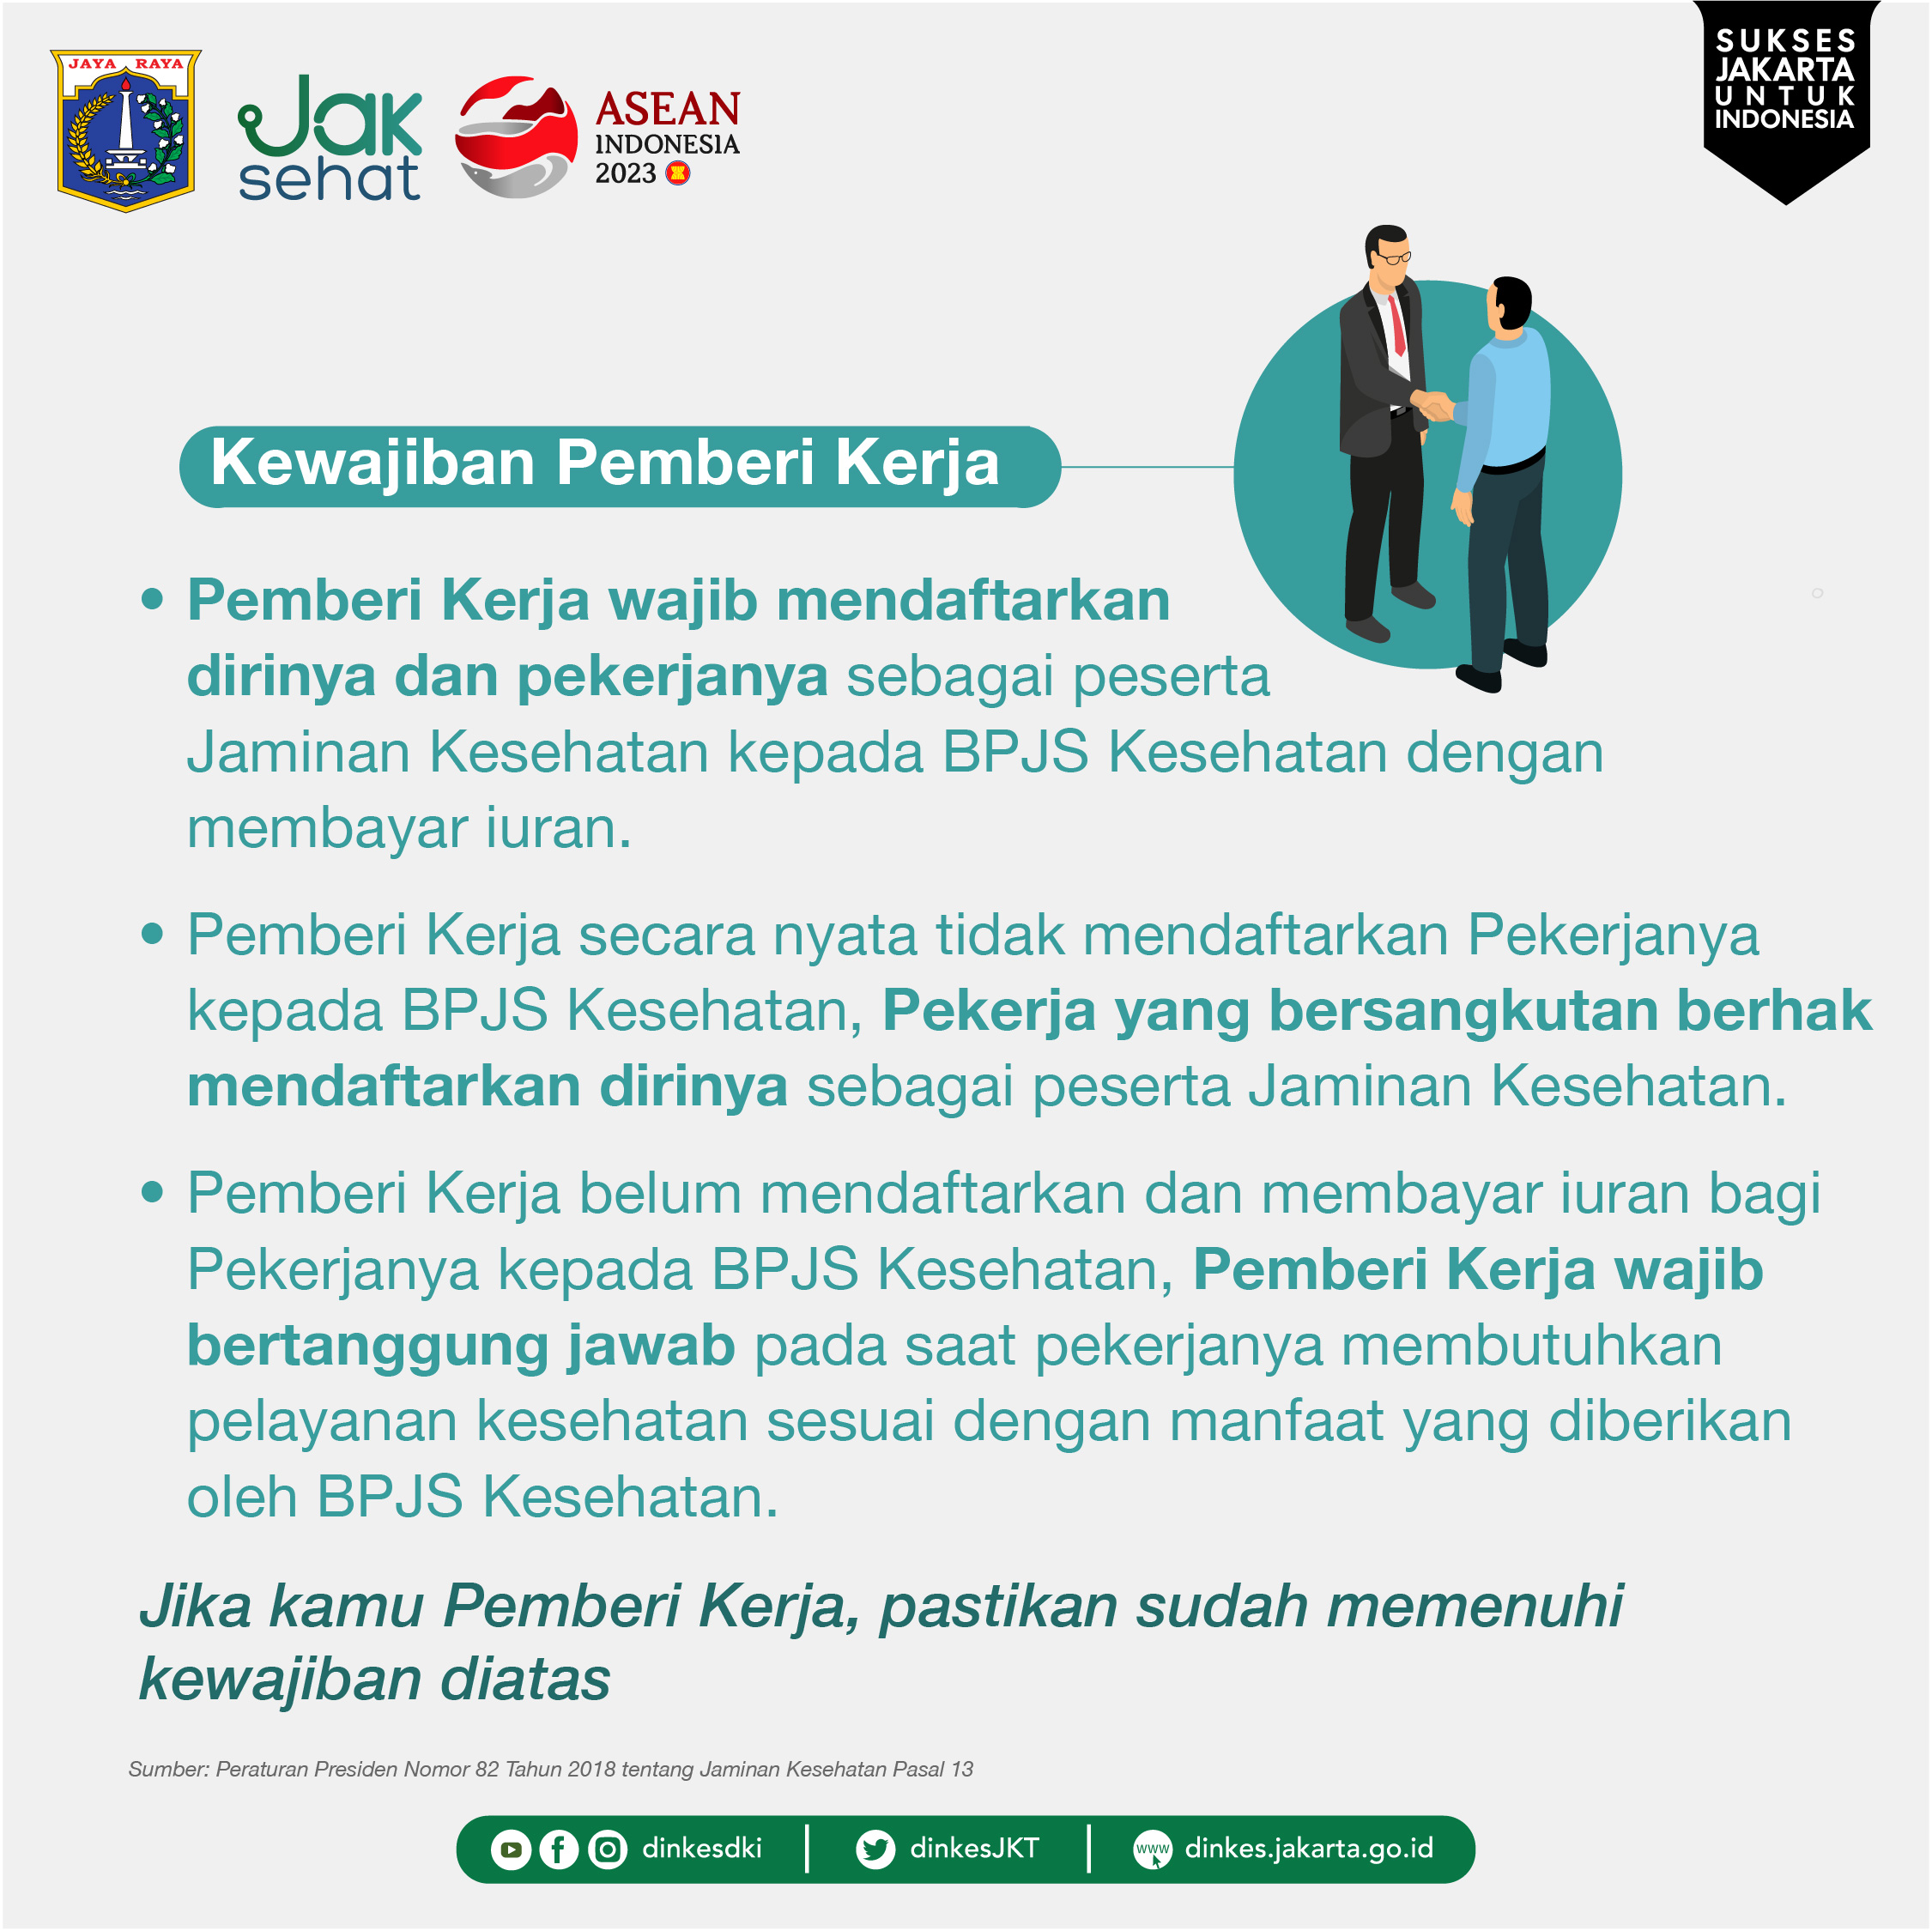 JAYA RAYA
Jak
sehat
ASEAN
INDONESIA
2023
SUKSES
JAKARTA
UNTUK
INDONESIA
Kewajiban Pemberi Kerja
• Pemberi Kerja wajib mendaftarkan
dirinya dan pekerjanya sebagai peserta
Jaminan Kesehatan kepada BPJS Kesehatan dengan
membayar iuran.
• Pemberi Kerja secara nyata tidak mendaftarkan Pekerjanya
kepada BPJS Kesehatan, Pekerja yang bersangkutan berhak
mendaftarkan dirinya sebagai peserta Jaminan Kesehatan.
• Pemberi Kerja belum mendaftarkan dan membayar iuran bagi
Pekerjanya kepada BPJS Kesehatan, Pemberi Kerja wajib
bertanggung jawab pada saat pekerjanya membutuhkan
pelayanan kesehatan sesuai dengan manfaat yang diberikan
oleh BPJS Kesehatan.
Jika kamu Pemberi Kerja, pastikan sudah memenuhi
kewajiban diatas
Sumber: Peraturan Presiden Nomor 82 Tahun 2018 tentang Jaminan Kesehatan Pasal 13
dinkesdki | dinkesJKT | www dinkes.jakarta.go.id